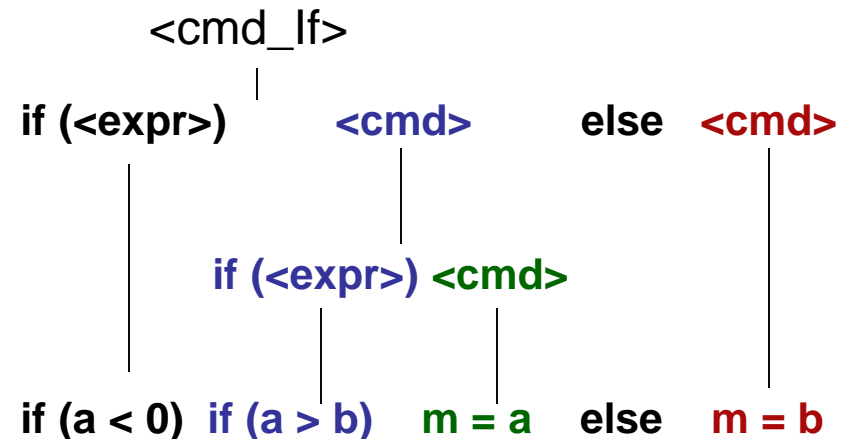 <cmd_If>
if (<expr>) <cmd> else <cmd>
if (<expr>) <cmd>
if (a < 0) if (a > b) m = a else m = b